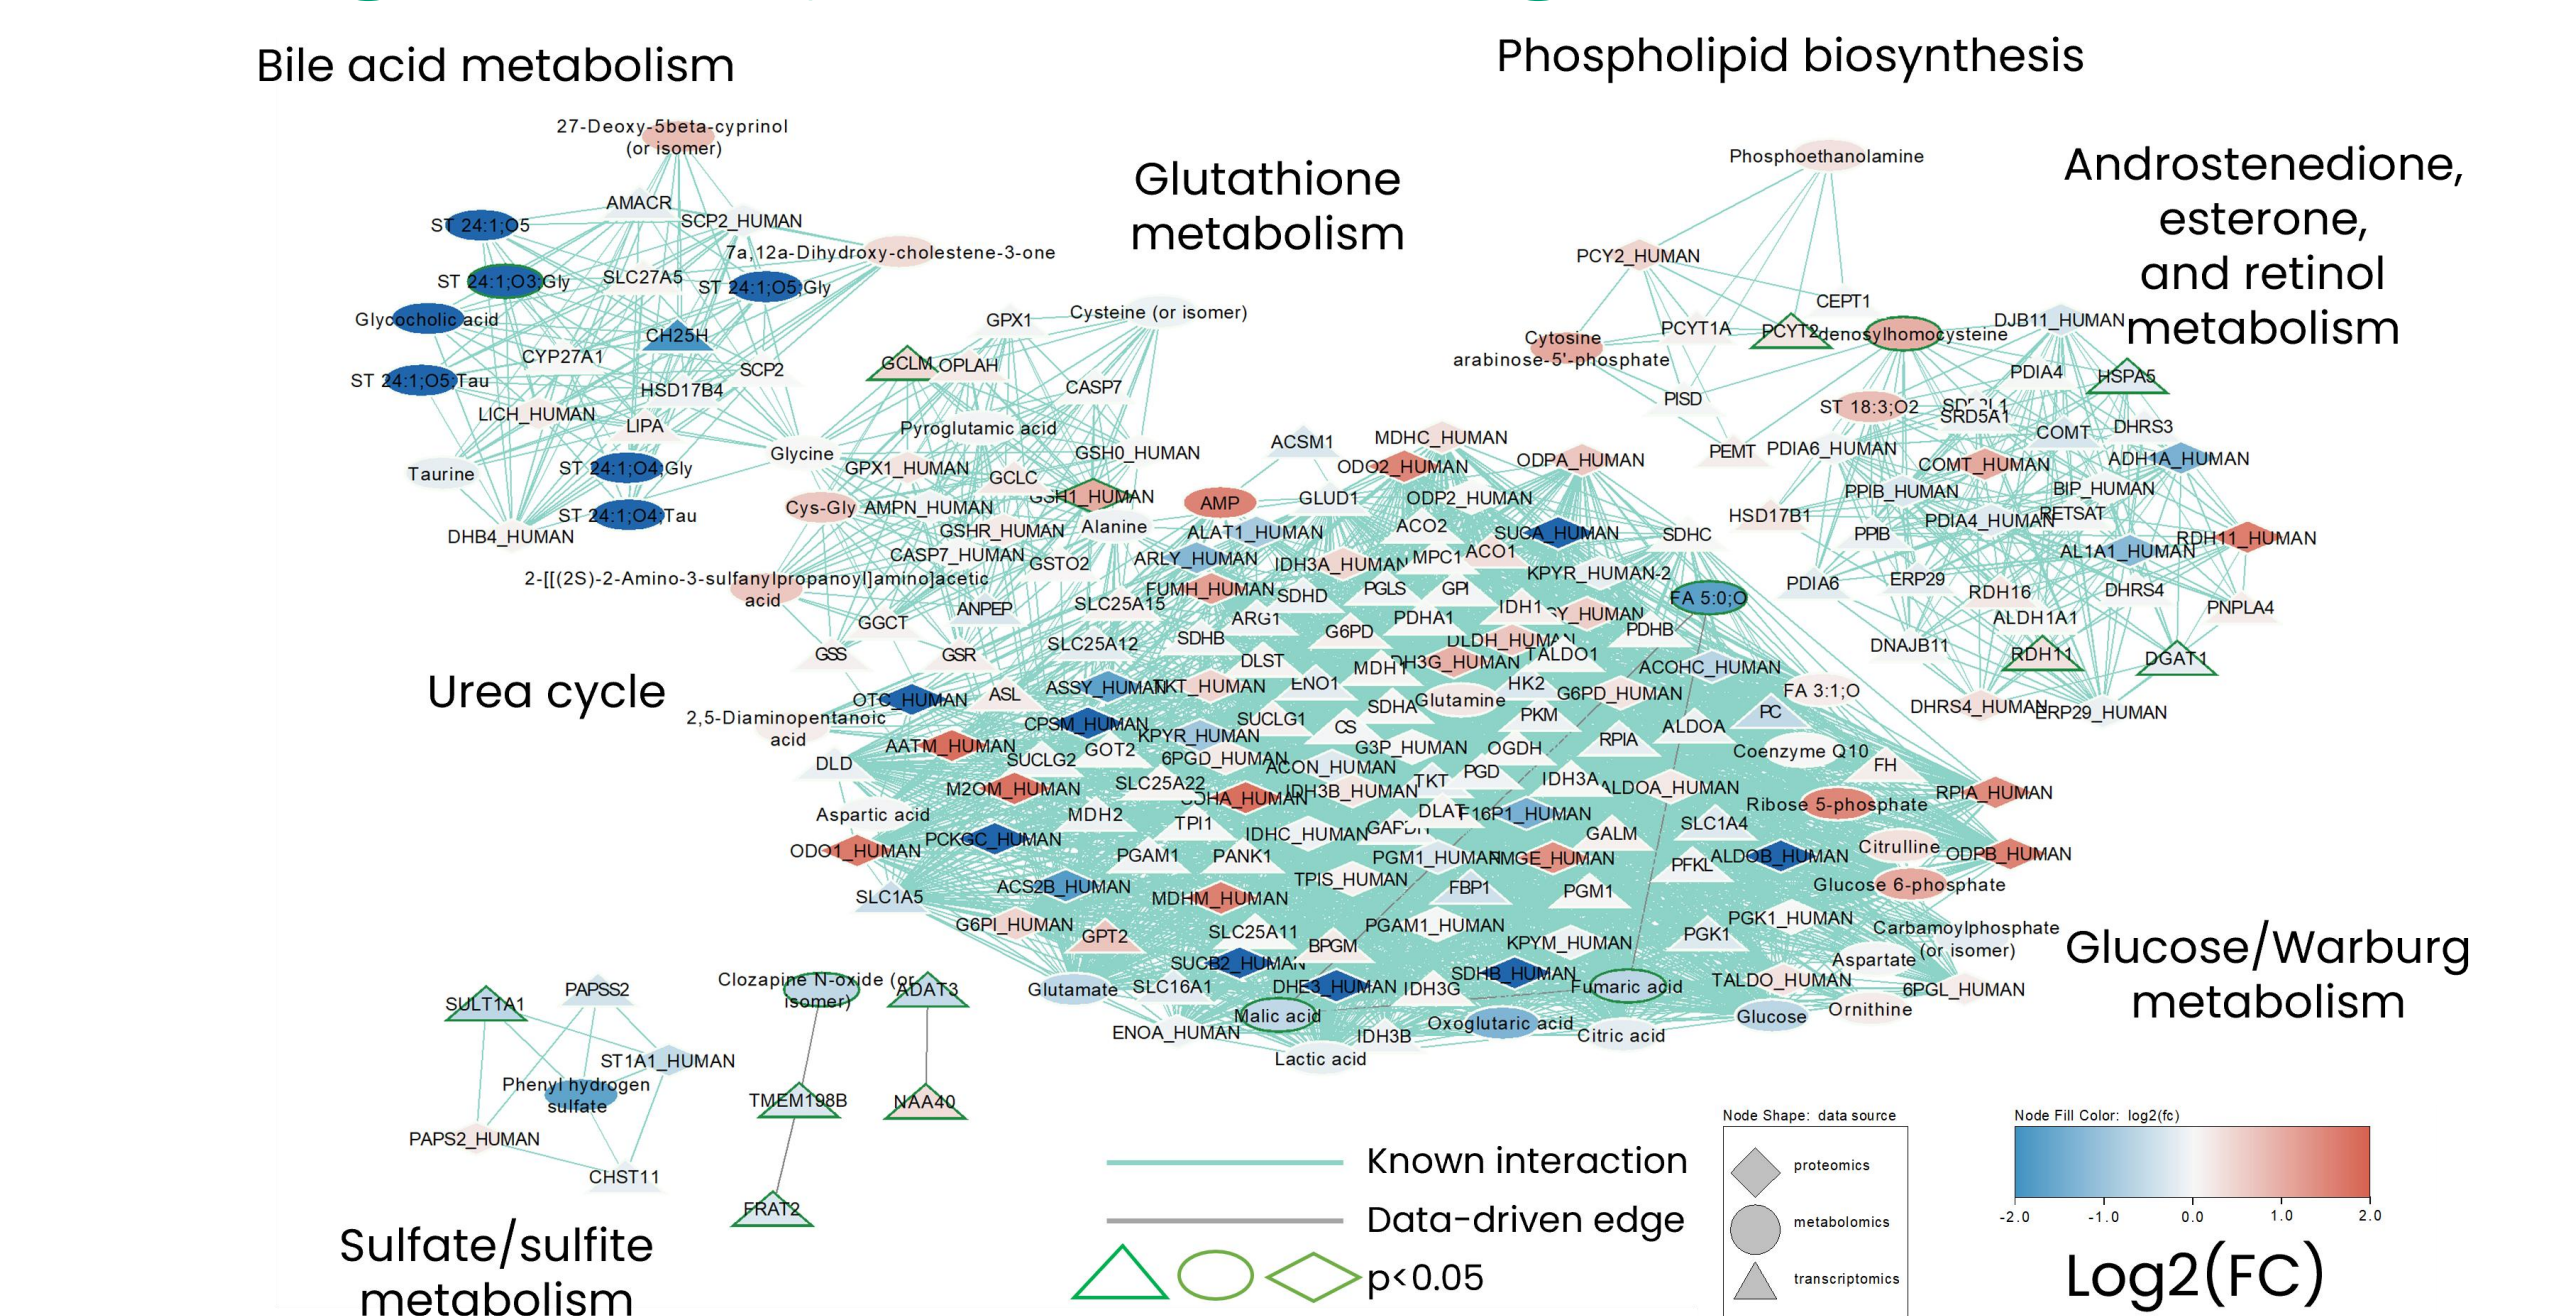 Bile acid metabolism
Phospholipid biosynthesis
27-Deoxy-5beta-cyprinol
(or isomer)
Glutathione
metabolism
Phosphoethanolamine
Androstenedione,
esterone,
and retinol
metabolism
AMACR
SCP2_HUMAN
ST 24:1;O5
7a,12a-Dihydroxy-cholestene-3-one
PCY2_HUMAN
ST 24:1;O3;Gly
SLC27A5
ST 24:1;O5;Gly
CEPT1
Glycocholic acid
GPX1
Cysteine (or isomer)
DJB11_HUMAN
CH25H
PCYT1A
PCYT2
denosylhomocysteine
Cytosine
arabinose-5'-phosphate
CYP27A1
SCP2
GCLM
OPLAH
CASP7
PDIA4
HSPA5
ST 24:1;O5;Tau
HSD17B4
PISD
ST 18:3;O2
SRD5A1
LICH_HUMAN
LIPA
Pyroglutamic acid
COMT
DHRS3
ACSM1
MDHC_HUMAN
Glycine
GSH0_HUMAN
PEMT
PDIA6_HUMAN
Taurine
ST 24:1;O4;Gly
GPX1_HUMAN
GCLC
ODO2_HUMAN
ODPA_HUMAN
COMT_HUMAN
ADH1A_HUMAN
GSH1_HUMAN
AMP
GLUD1
ODP2_HUMAN
PPIB_HUMAN
BIP_HUMAN
ST 24:1;O4;Tau
Cys-Gly
AMPN_HUMAN
HSD17B1
PDIA4_HUMAN
RETSAT
DHB4_HUMAN
GSHR_HUMAN
Alanine
ALAT1_HUMAN
ACO2
SUCA_HUMAN
SDHC
PPIB
RDH11_HUMAN
CASP7_HUMAN
GSTO2
ARLY_HUMAN
IDH3A_HUMAN
MPC1
ACO1
AL1A1_HUMAN
2-[[(2S)-2-Amino-3-sulfanylpropanoyl]amino]acetic
acid
KPYR_HUMAN-2
PDIA6
ERP29
RDH16
DHRS4
FUMH_HUMAN
SDHD
PGLS
GPI
FA 5:0;O
ANPEP
SLC25A15
IDH1
SY_HUMAN
PNPLA4
GGCT
ARG1
G6PD
PDHA1
PDHB
ALDH1A1
SLC25A12
SDHB
DLDH_HUMAN
DNAJB11
GSS
GSR
DLST
MDH1
DH3G_HUMAN
TALDO1
ACOHC_HUMAN
RDH11
DGAT1
Urea cycle
OTC_HUMAN
ASL
ASSY_HUMAN
TKT_HUMAN
ENO1
HK2
G6PD_HUMAN
FA 3:1;O
2,5-Diaminopentanoic
acid
SDHA
Glutamine
PC
DHRS4_HUMAN
ERP29_HUMAN
CPSM_HUMAN
SUCLG1
CS
PKM
ALDOA
AATM_HUMAN
KPYR_HUMAN
G3P_HUMAN
OGDH
RPIA
Coenzyme Q10
SUCLG2
GOT2
6PGD_HUMAN
ACON_HUMAN
PGD
FH
DLD
SLC25A22
TKT
IDH3A
M2OM_HUMAN
SDHA_HUMAN
IDH3B_HUMAN
ALDOA_HUMAN
RPIA_HUMAN
Aspartic acid
MDH2
TPI1
DLAT
F16P1_HUMAN
SLC1A4
Ribose 5-phosphate
ODO1_HUMAN
PCKGC_HUMAN
IDHC_HUMAN
GALM
PGAM1
PANK1
PGM1_HUMAN
PMGE_HUMAN
PFKL
ALDOB_HUMAN
Citrulline
ODPB_HUMAN
SLC1A5
ACS2B_HUMAN
MDHM_HUMAN
TPIS_HUMAN
FBP1
PGM1
Glucose 6-phosphate
G6PI_HUMAN
GPT2
SLC25A11
BPGM
PGAM1_HUMAN
PGK1
PGK1_HUMAN
Carbamoylphosphate
(or isomer)
KPYM_HUMAN
Aspartate
Glucose/Warburg
metabolism
SUCB2_HUMAN
Clozapine N-oxide (or
isomer)
ADAT3
SULT1A1
PAPSS2
Glutamate
SLC16A1
DHE3_HUMAN
IDH3G
SDHB_HUMAN
Fumaric acid
TALDO_HUMAN
6PGL_HUMAN
Malic acid
Oxoglutaric acid
Glucose
Ornithine
ENOA_HUMAN
IDH3B
Citric acid
ST1A1_HUMAN
Lactic acid
Phenyl hydrogen
sulfate
TMEM198B
NAA40
PAPS2_HUMAN
CHST11
FRAT2
Sulfate/sulfite
metabolism
Known interaction
Data-driven edge
p<0.05
Node Shape: data source
proteomics
metabolomics
transcriptomics
Node Fill Color: log2(fc)
-2.0 -1.0 0.0 1.0 2.0
Log2(FC)